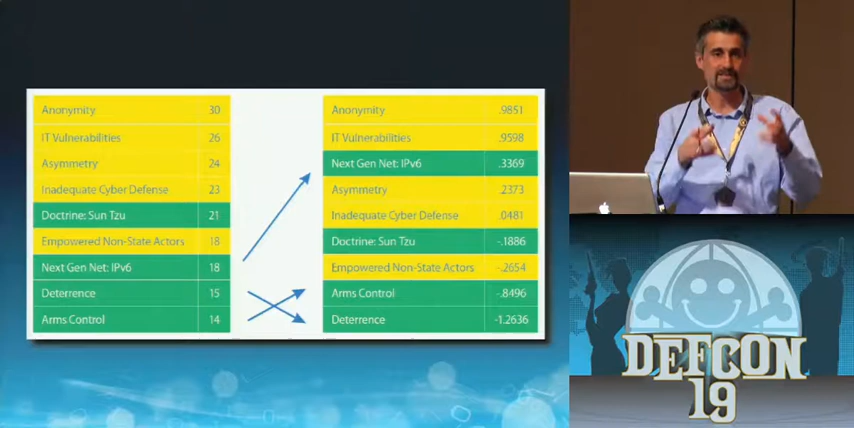 Anonymity 30
IT Vulnerabilities 26
Asymmetry 24
Inadequate Cyber Defense 23
Doctrine: Sun Tzu 21
Empowered Non-State Actors 18
Next Gen Net: IPv6 18
Deterrence 15
Arms Control 14
Anonymity .9851
IT Vulnerabilities .9598
Next Gen Net: IPv6 .3369
Asymmetry .2373
Inadequate Cyber Defense .0481
Doctrine: Sun Tzu -.1886
Empowered Non-State Actors -.2654
Arms Control -.8496
Deterrence -1.2636
DEFCON
19